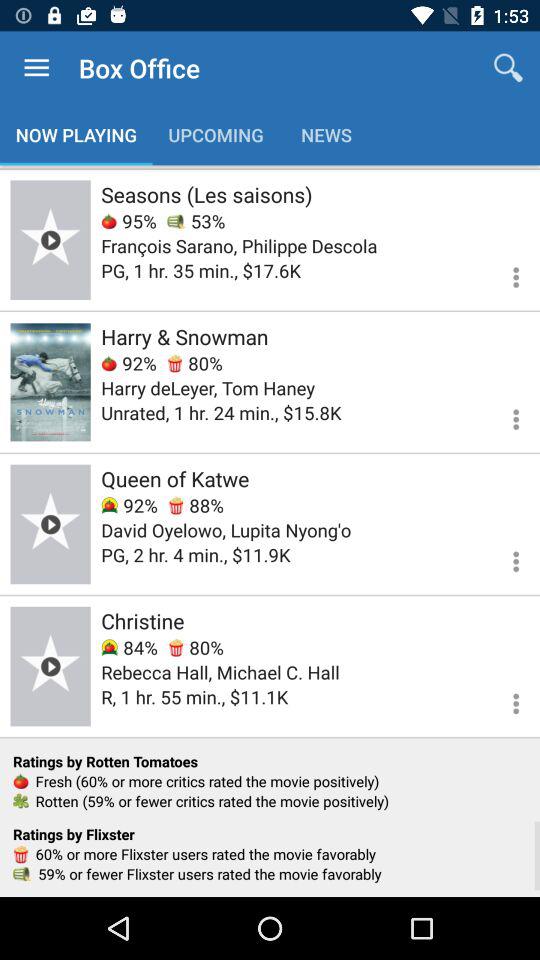 1:53
Box Office
NOW PLAYING UPCOMING NEWS
Seasons (Les saisons)
95% 53%
François Sarano, Philippe Descola
PG, 1 hr. 35 min., $17.6K
Harry & Snowman
92% 80%
Harry deLeyer, Tom Haney
Unrated, 1 hr. 24 min., $15.8K
SNOWMAN
Queen of Katwe
92% 88%
David Oyelowo, Lupita Nyong'o
PG, 2 hr. 4 min., $11.9K
Christine
84% 80%
Rebecca Hall, Michael C. Hall
R, 1 hr. 55 min., $11.1K
Ratings by Rotten Tomatoes
Fresh (60% or more critics rated the movie positively)
Rotten (59% or fewer critics rated the movie positively)
Ratings by Flixster
60% or more Flixster users rated the movie favorably
59% or fewer Flixster users rated the movie favorably